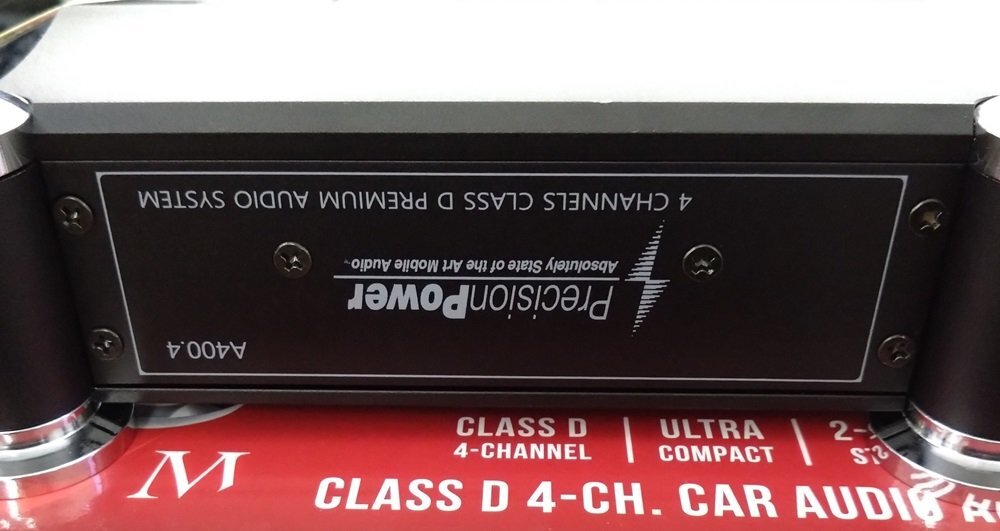 A400.4
PrecisionPower
Absolutely State of the Art Mobile Audio™
4 CHANNELS CLASS D PREMIUM AUDIO SYSTEM
CLASS D
4-CHANNEL
ULTRA
COMPACT
M
CLASS D 4-CH. CAR AUDIO